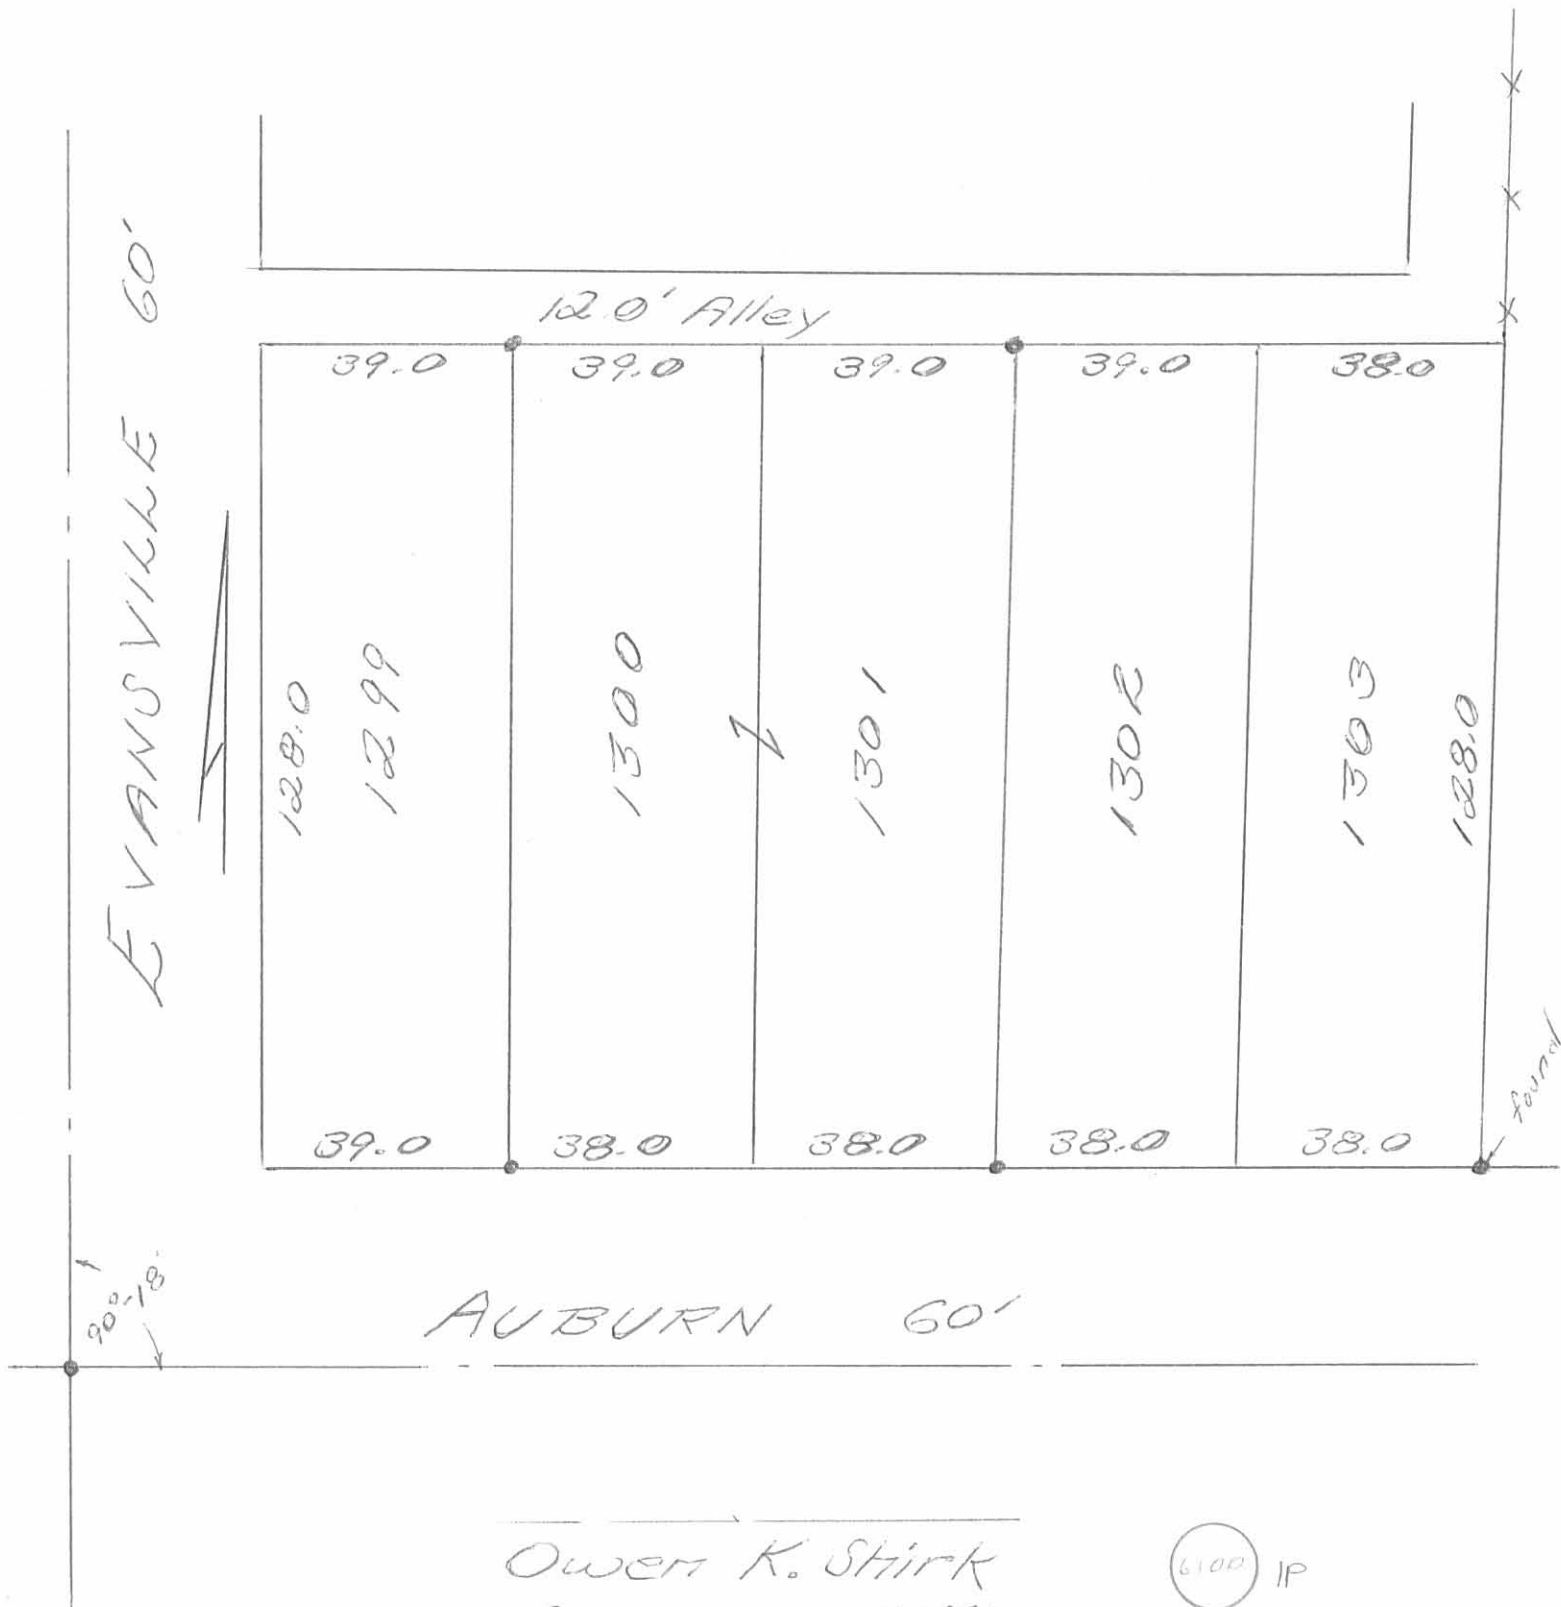 EVANSVILLE 60'
12.0' Alley
39.0 39.0 39.0 39.0 38.0
128.0
1299
1300
1301
1302
1303
128.0
39.0 38.0 38.0 38.0 38.0
found
90°-18'
AUBURN 60'
Owen K. Shirk
6100 IP